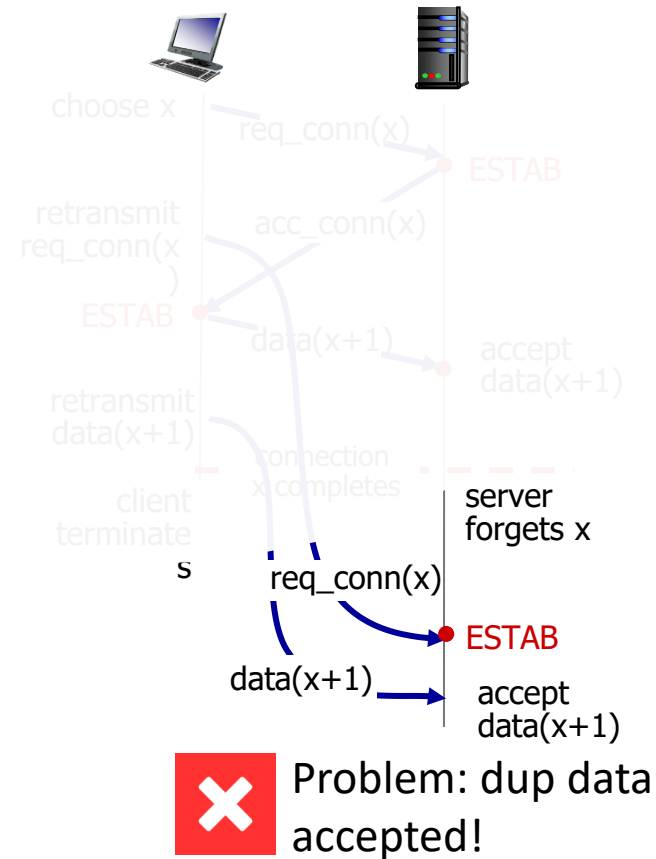 choose x
req_conn(x)
ESTAB
retransmit
req_conn(x
)
acc_conn(x)
ESTAB
data(x+1)
accept
data(x+1)
retransmit
data(x+1)
connection
x completes
client
terminate
s
server
forgets x
req_conn(x)
ESTAB
data(x+1)
accept
data(x+1)
Problem: dup data
accepted!